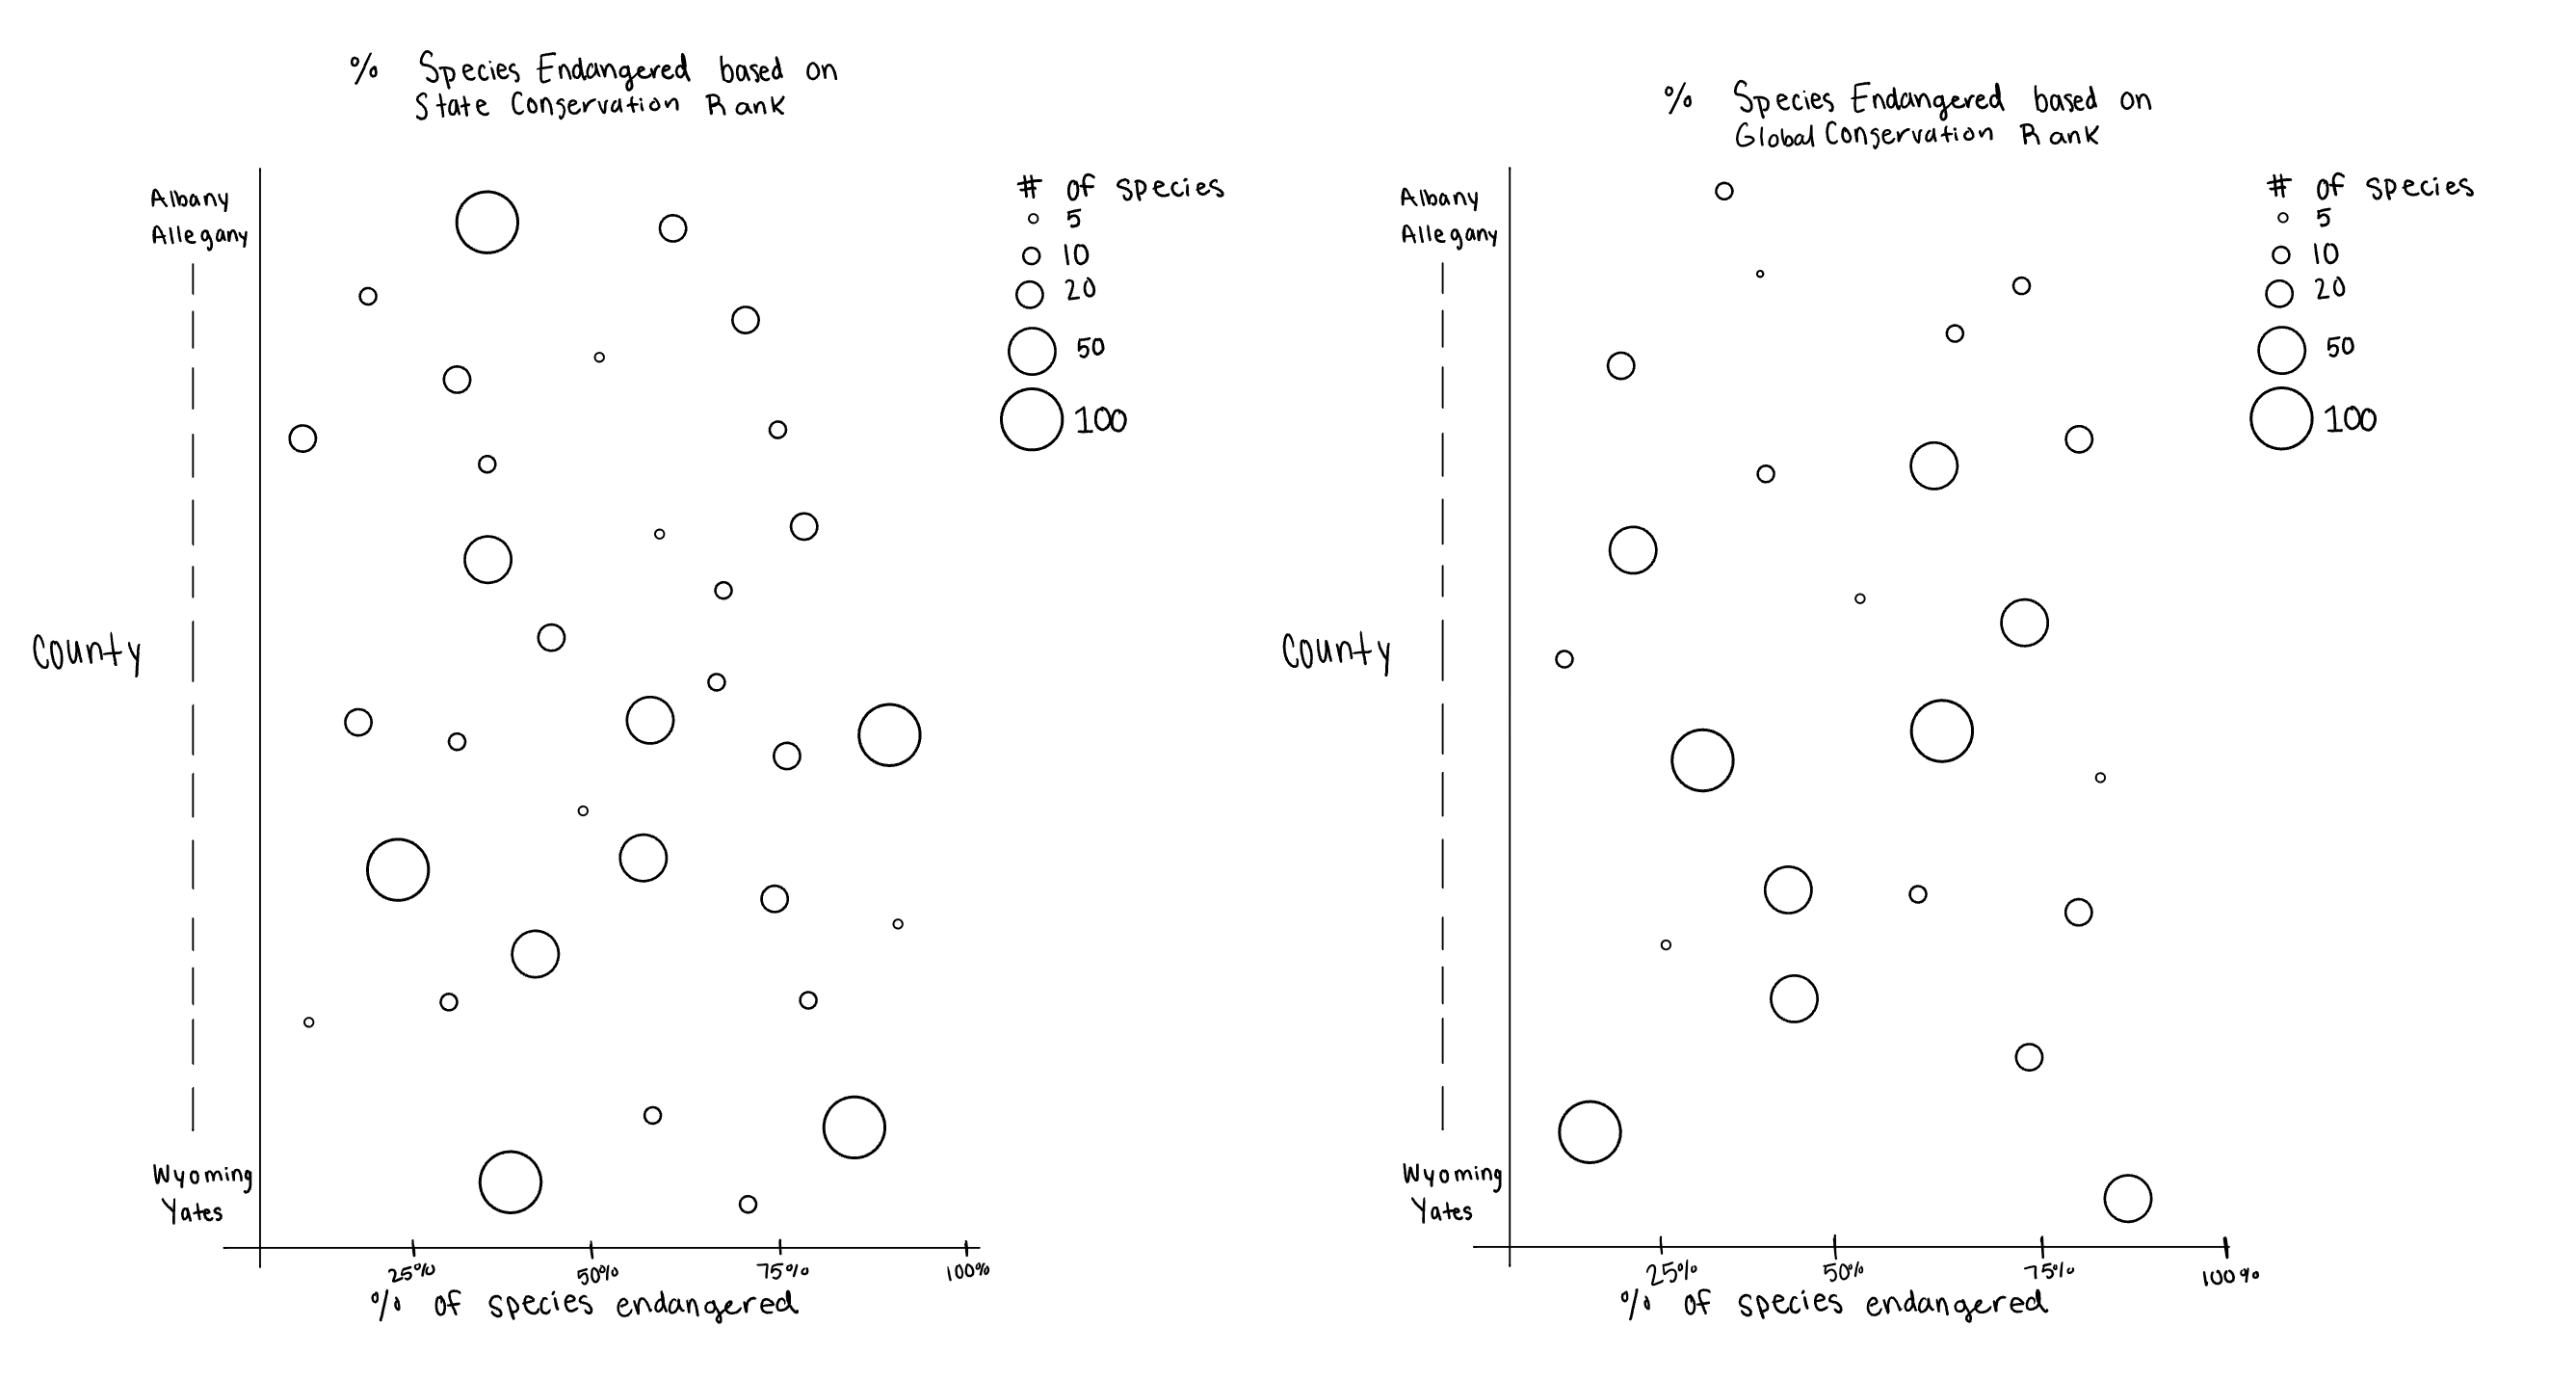 % Species Endangered based on
State Conservation Rank
Albany
Allegany
County
Wyoming
Yates
# of species
5
10
20
50
100
25% 50% 75% 100%
% of species endangered
% Species Endangered based on
Global Conservation Rank
Albany
Allegany
County
Wyoming
Yates
# of species
5
10
20
50
100
25% 50% 75% 100%
% of species endangered